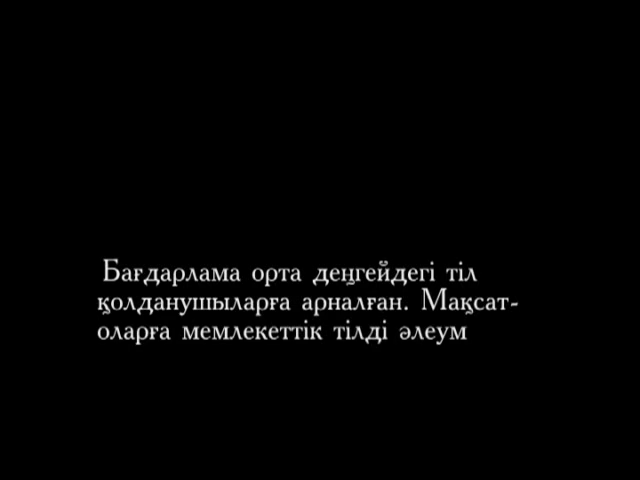 Бағдарлама орта деңгейдегі тіл
қолданушыларға арналған. Мақсат-
оларға мемлекеттік тілді әлеум